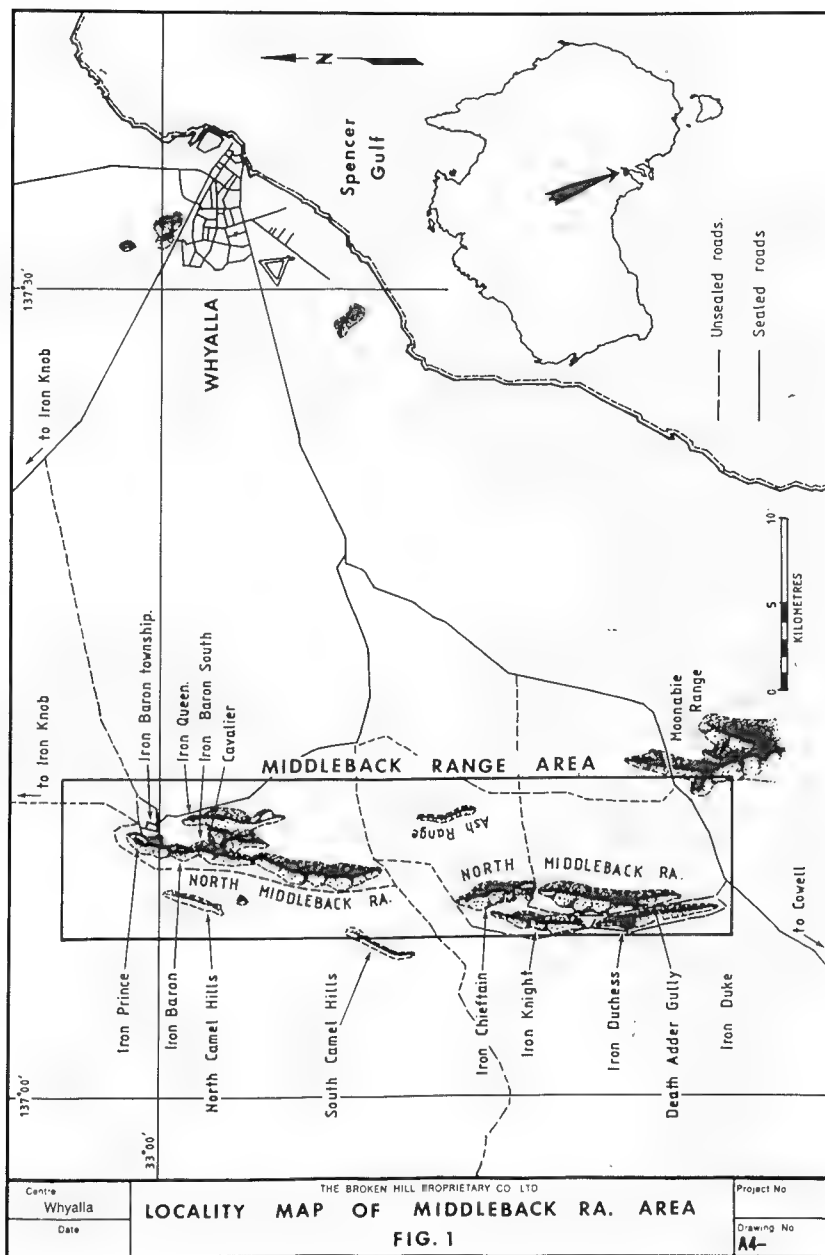 to Iron Knob
to Iron Knob
137°30'
137°00'
33°00'
N
Spencer
Gulf
WHYALLA
Iron Prince
Iron Baron township.
Iron Baron
Iron Queen.
Iron Baron South
Cavalier
North Camel Hills
NORTH MIDDLEBACK RA.
South Camel Hills
MIDDLEBACK RANGE AREA
Ash Range
Iron Chieftain
NORTH MIDDLEBACK RA.
Iron Knight
Iron Duchess
Death Adder Gully
Iron Duke
Moonabie
Range
to Cowell
Unsealed roads.
Sealed roads
0 5 10
KILOMETRES
Centre
Whyalla
Date
THE BROKEN HILL PROPRIETARY CO LTD
LOCALITY MAP OF MIDDLEBACK RA. AREA
FIG. 1
Project No
Drawing No
A4-